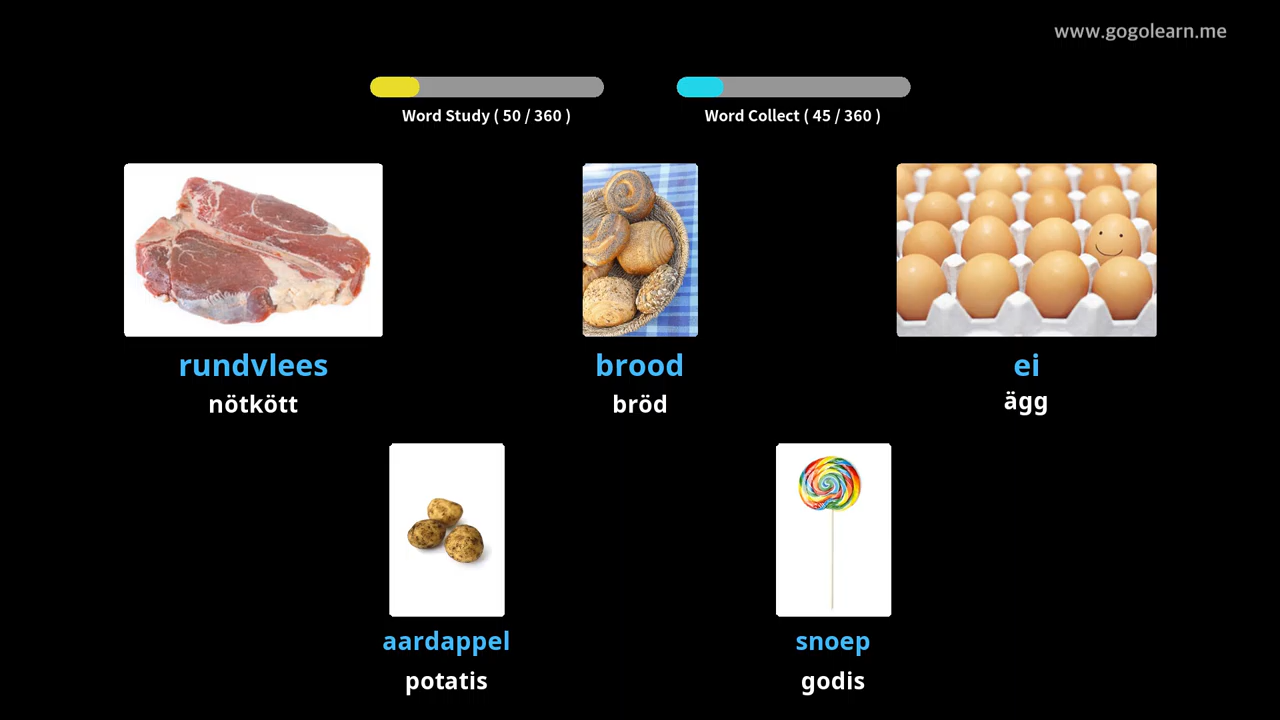 www.gogolearn.me
Word Study ( 50 / 360 )
Word Collect ( 45 / 360 )
rundvlees
nötkött
brood
bröd
ei
ägg
aardappel
potatis
snoep
godis